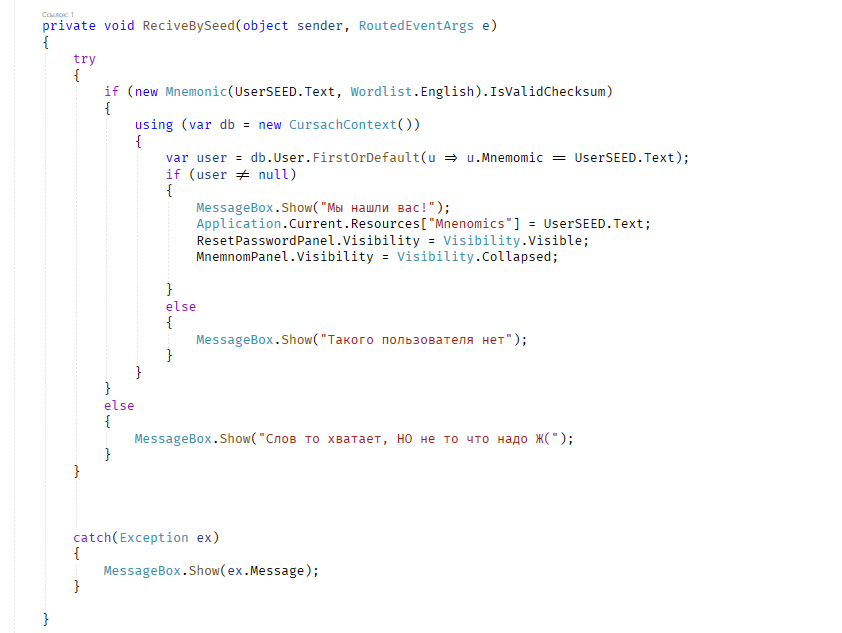 Ссылок: 1
private void ReciveBySeed(object sender, RoutedEventArgs e)
{
try
{
if (new Mnemonic(UserSEED.Text, Wordlist.English).IsValidChecksum)
{
using (var db = new CursachContext())
{
var user = db.User.FirstOrDefault(u => u.Mnemomic == UserSEED.Text);
if (user != null)
{
MessageBox.Show("Мы нашли вас!");
Application.Current.Resources["Mnenomics"] = UserSEED.Text;
ResetPasswordPanel.Visibility = Visibility.Visible;
MnemnomPanel.Visibility = Visibility.Collapsed;
}
else
{
MessageBox.Show("Такого пользователя нет");
}
}
}
else
{
MessageBox.Show("Слов то хватает, НО не то что надо Ж(");
}
}
catch(Exception ex)
{
MessageBox.Show(ex.Message);
}
}